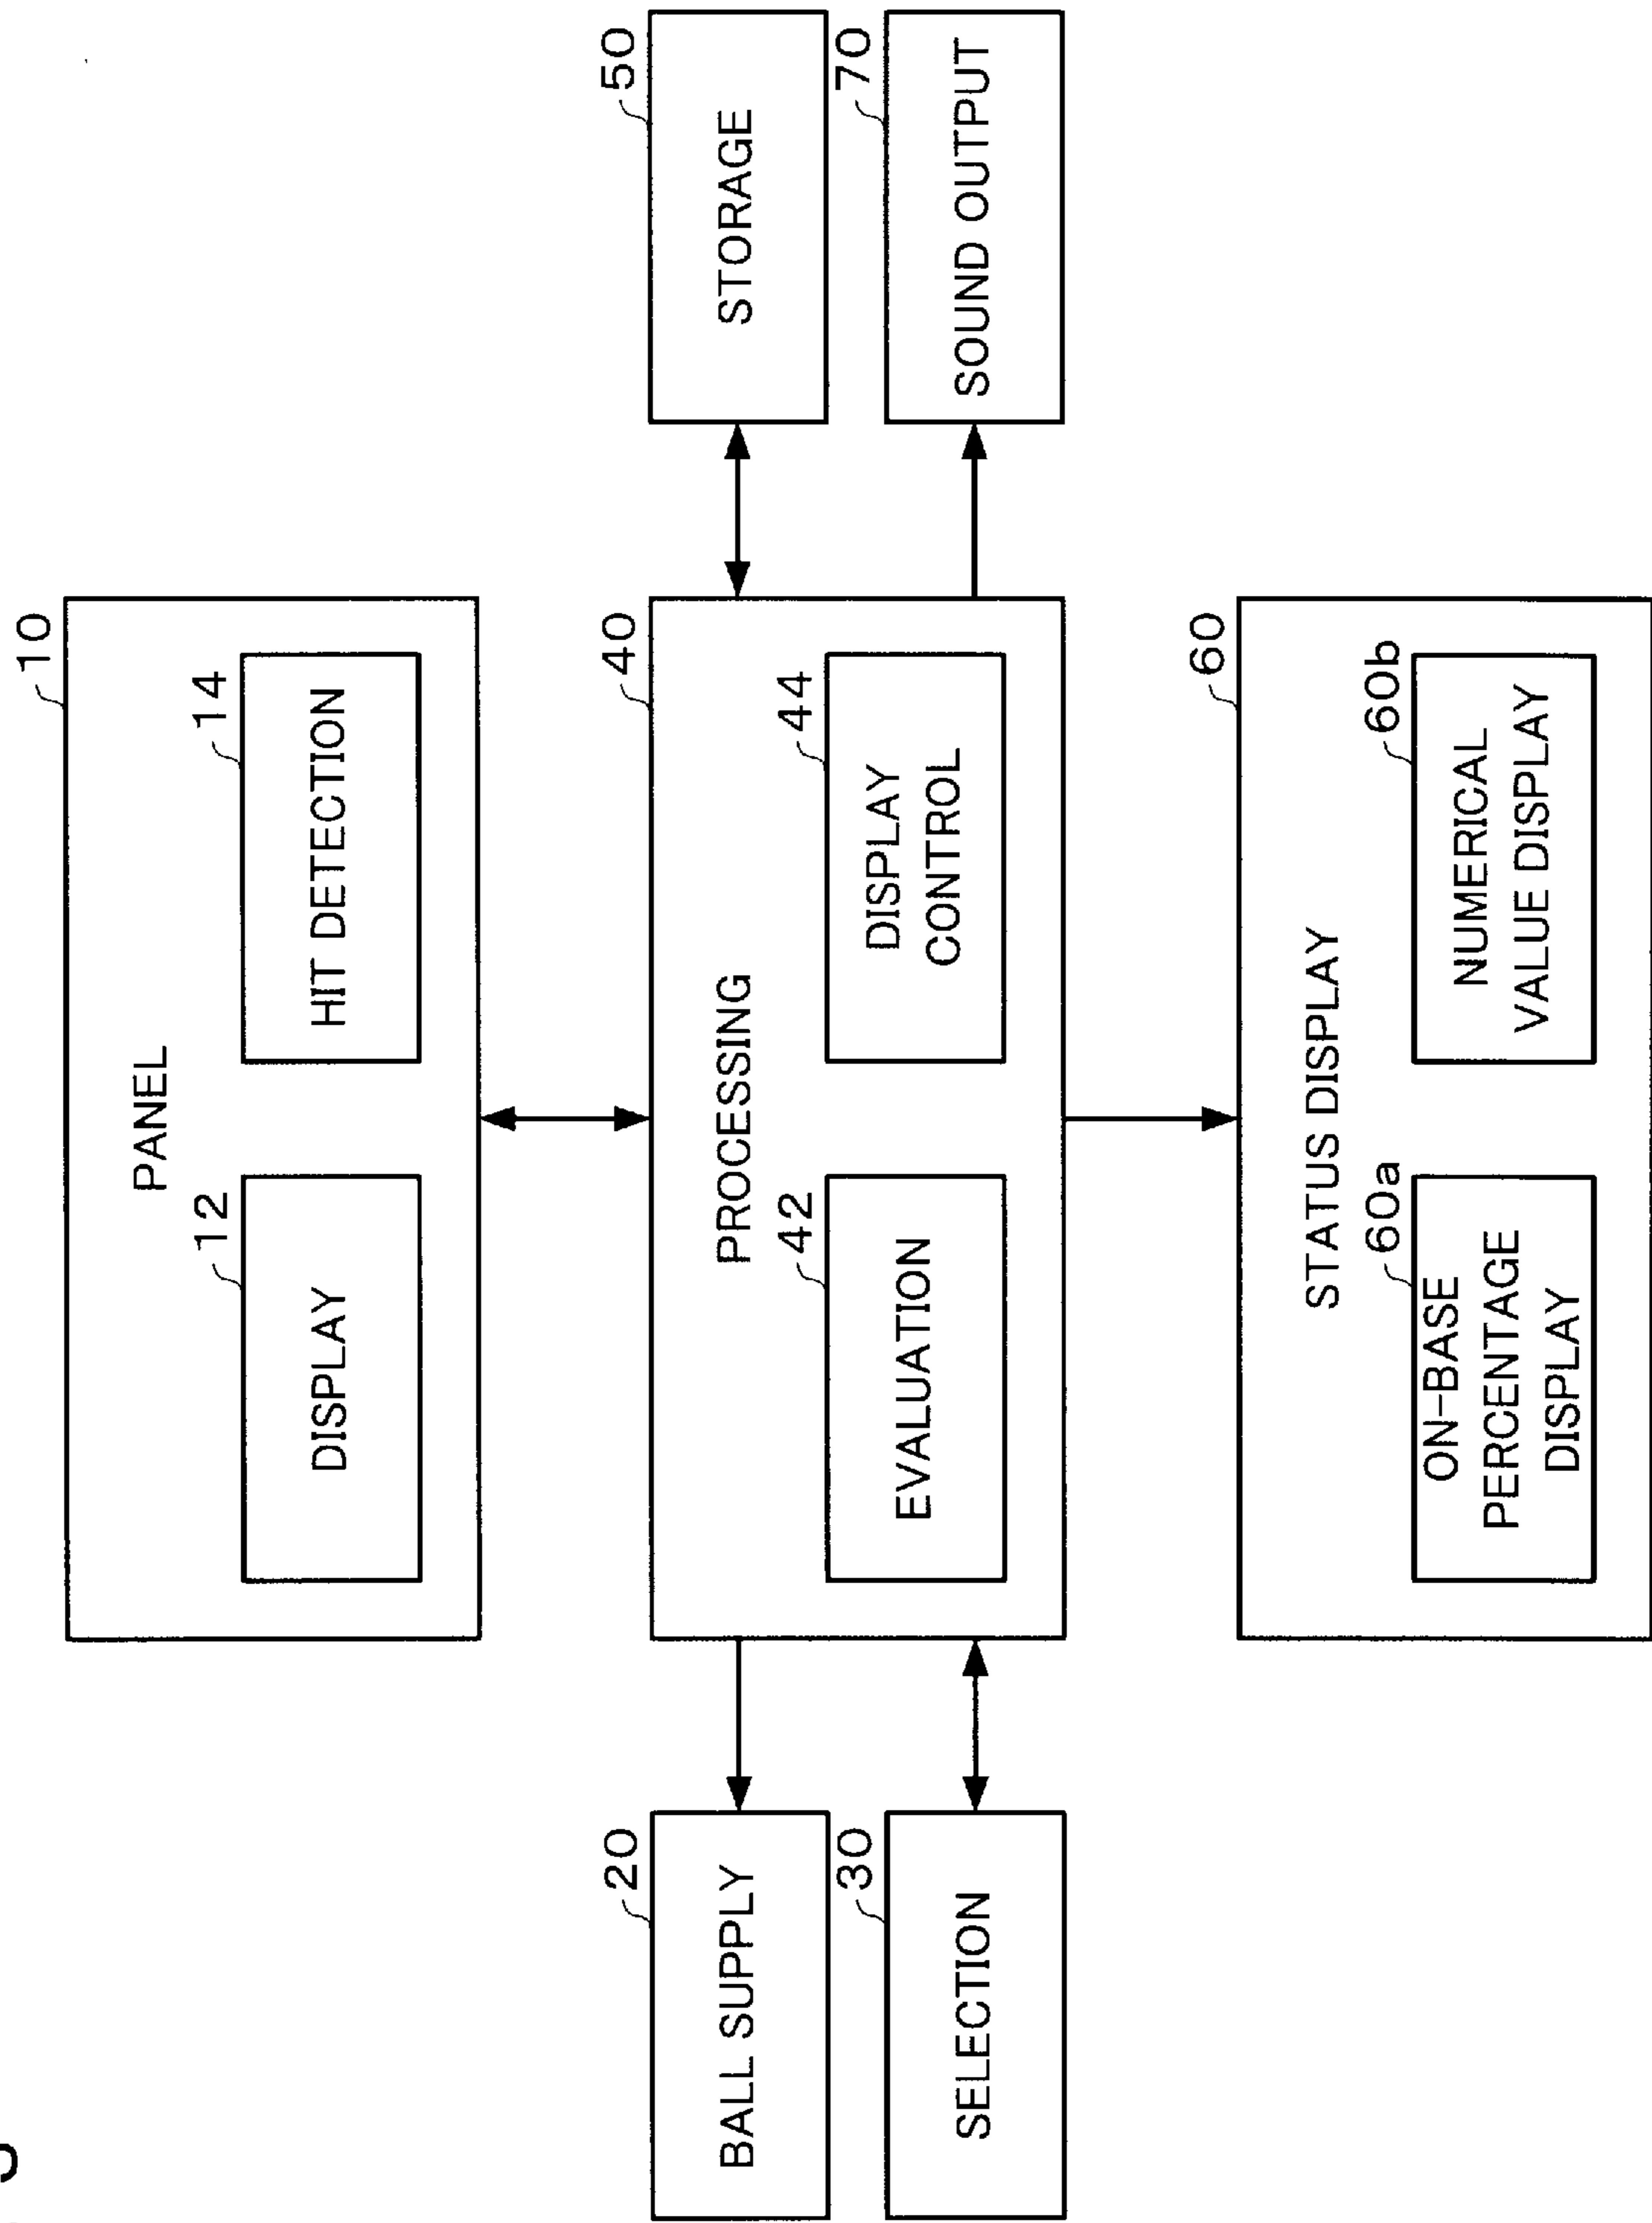 10
PANEL
12
DISPLAY
14
HIT DETECTION
20
BALL SUPPLY
30
SELECTION
40
PROCESSING
42
EVALUATION
44
DISPLAY
CONTROL
50
STORAGE
70
SOUND OUTPUT
60
STATUS DISPLAY
60a
ON-BASE
PERCENTAGE
DISPLAY
60b
NUMERICAL
VALUE DISPLAY